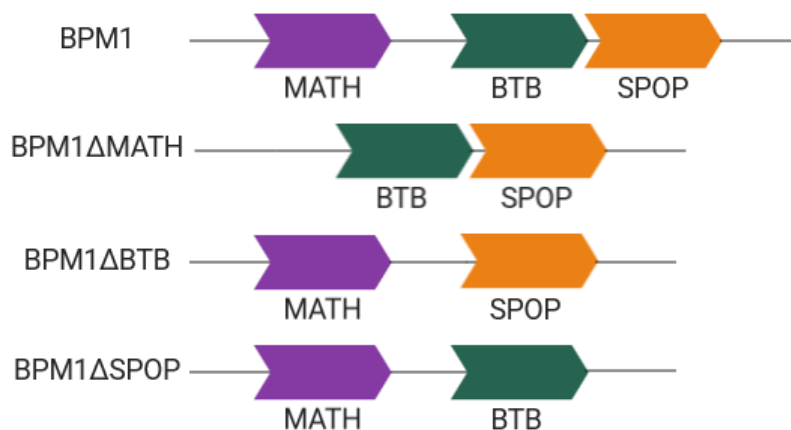 BPM1
MATH BTB SPOP
BPM1ΔMATH
BTB SPOP
BPM1ΔBTB
MATH SPOP
BPM1ΔSPOP
MATH BTB